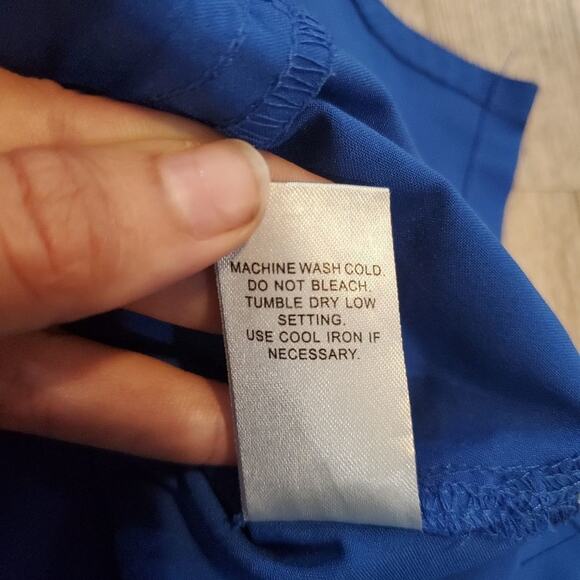 MACHINE WASH COLD.
DO NOT BLEACH.
TUMBLE DRY LOW
SETTING.
USE COOL IRON IF
NECESSARY.